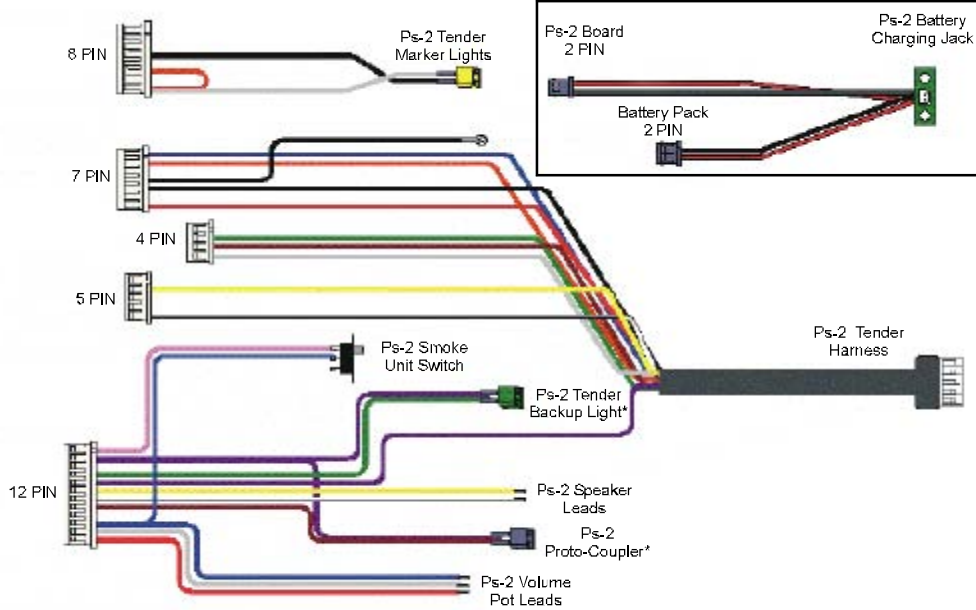 8 PIN
Ps-2 Tender
Marker Lights
Ps-2 Board
2 PIN
Ps-2 Battery
Charging Jack
Battery Pack
2 PIN
7 PIN
4 PIN
5 PIN
Ps-2 Smoke
Unit Switch
Ps-2 Tender
Harness
Ps-2 Tender
Backup Light*
12 PIN
Ps-2 Speaker
Leads
Ps-2
Proto-Coupler*
Ps-2 Volume
Pot Leads